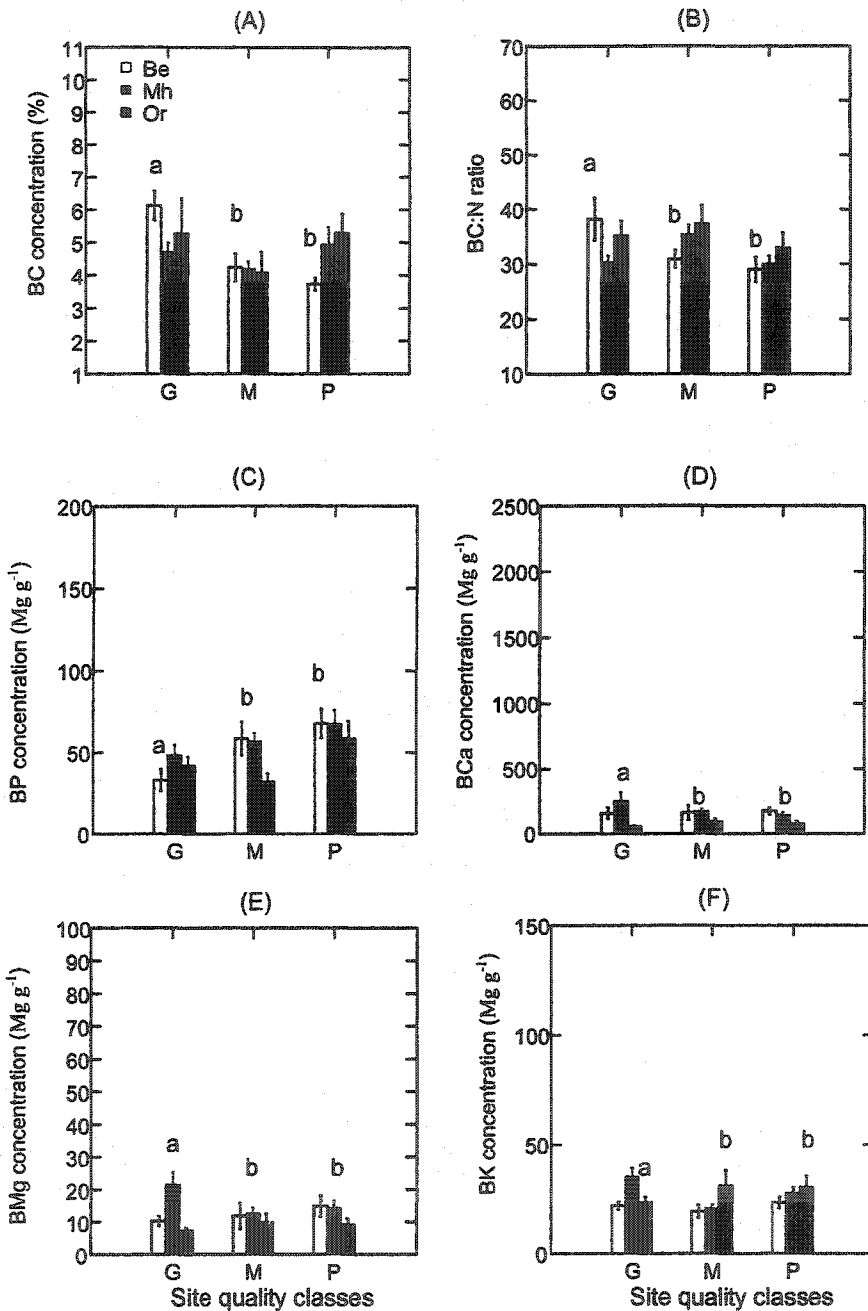 (A)
BC concentration (%)
11
10
9
8
7
6
5
4
3
2
1
Be
Mh
Or
a
b
b
G M P
(B)
BC:N ratio
70
60
50
40
30
20
10
a
b
b
G M P
(C)
BP concentration (Mg g-1)
200
150
100
50
0
a
b
b
G M P
(D)
BCa concentration (Mg g-1)
2500
2000
1500
1000
500
0
a
b
b
G M P
(E)
BMg concentration (Mg g-1)
100
90
80
70
60
50
40
30
20
10
0
a
b
b
G M P
Site quality classes
(F)
BK concentration (Mg g-1)
150
100
50
0
a
b
b
G M P
Site quality classes